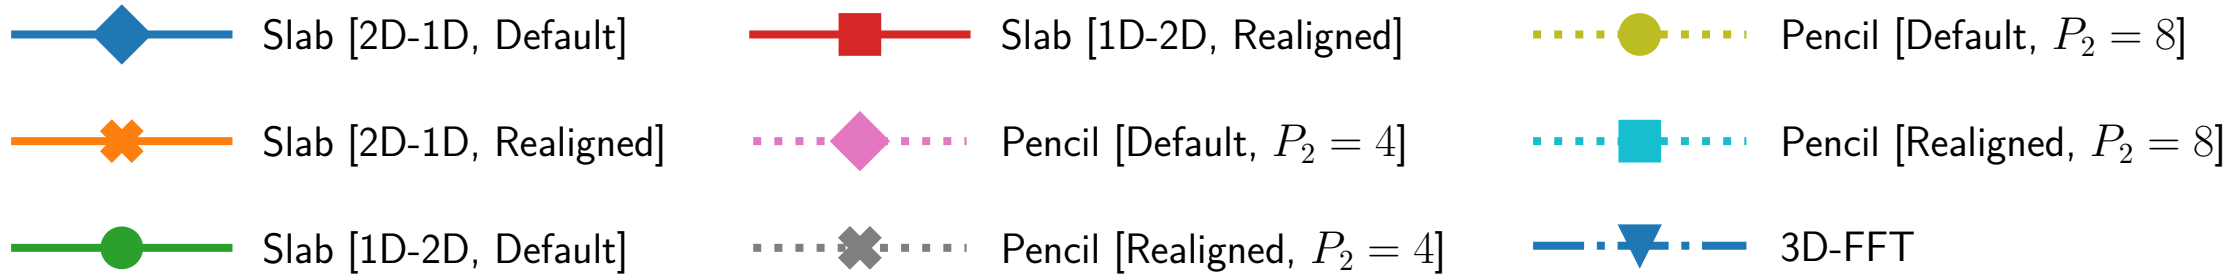 Slab [2D-1D, Default]
Slab [2D-1D, Realigned]
Slab [1D-2D, Default]
Slab [1D-2D, Realigned]
Pencil [Default, P₂ = 4]
Pencil [Realigned, P₂ = 4]
Pencil [Default, P₂ = 8]
Pencil [Realigned, P₂ = 8]
3D-FFT